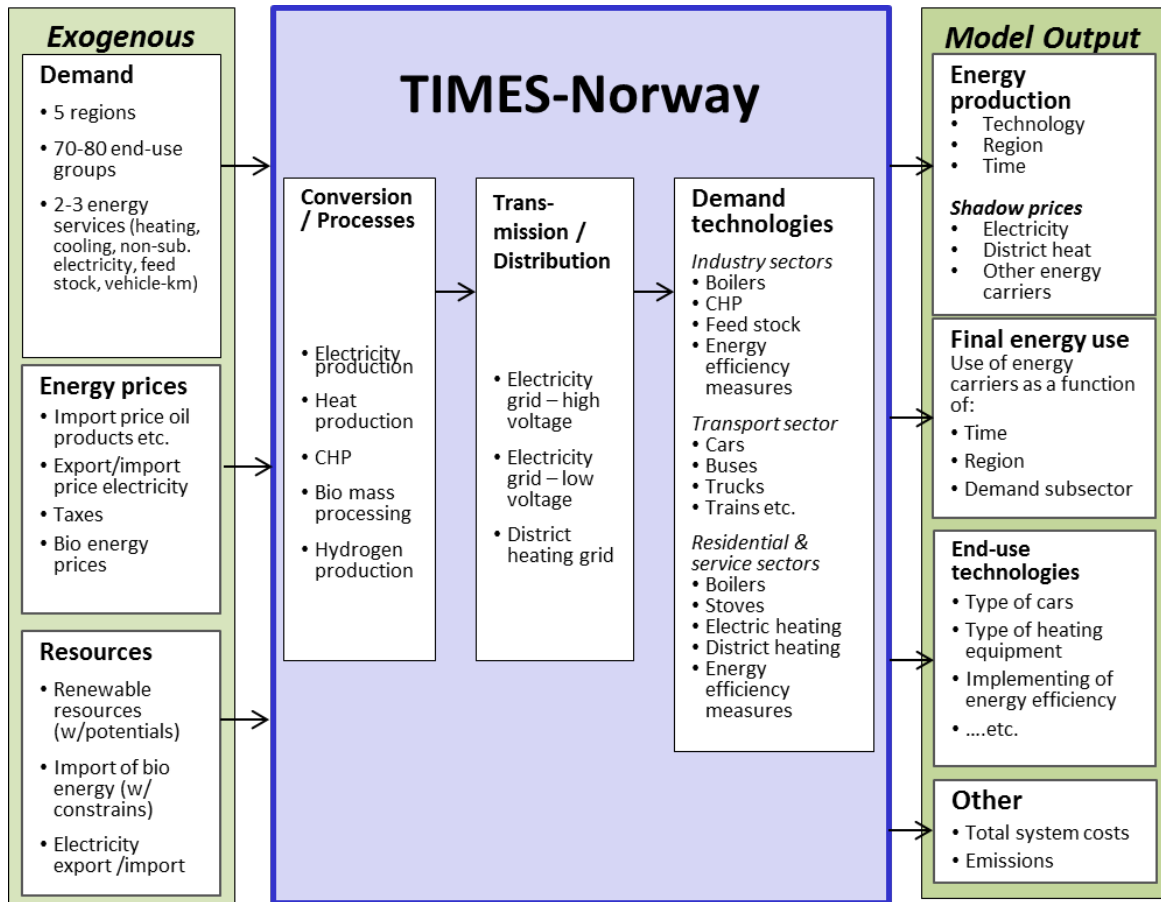 Exogenous
Demand
• 5 regions
• 70-80 end-use
groups
• 2-3 energy
services (heating,
cooling, non-sub.
electricity, feed
stock, vehicle-km)
Energy prices
• Import price oil
products etc.
• Export/import
price electricity
• Taxes
• Bio energy
prices
Resources
• Renewable
resources
(w/potentials)
• Import of bio
energy (w/
constrains)
• Electricity
export /import
TIMES-Norway
Conversion
/ Processes
• Electricity
production
• Heat
production
• CHP
• Bio mass
processing
• Hydrogen
production
Trans-
mission /
Distribution
• Electricity
grid – high
voltage
• Electricity
grid – low
voltage
• District
heating grid
Demand
technologies
Industry sectors
• Boilers
• CHP
• Feed stock
• Energy
efficiency
measures
Transport sector
• Cars
• Buses
• Trucks
• Trains etc.
Residential &
service sectors
• Boilers
• Stoves
• Electric heating
• District heating
• Energy
efficiency
measures
Model Output
Energy
production
• Technology
• Region
• Time
Shadow prices
• Electricity
• District heat
• Other energy
carriers
Final energy use
Use of energy
carriers as a function
of:
• Time
• Region
• Demand subsector
End-use
technologies
• Type of cars
• Type of heating
equipment
• Implementing of
energy efficiency
• ....etc.
Other
• Total system costs
• Emissions